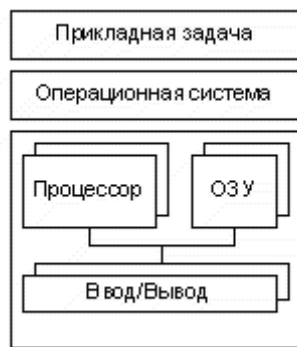 Прикладная задача
Операционная система
Процессор
ОЗУ
Ввод/Вывод